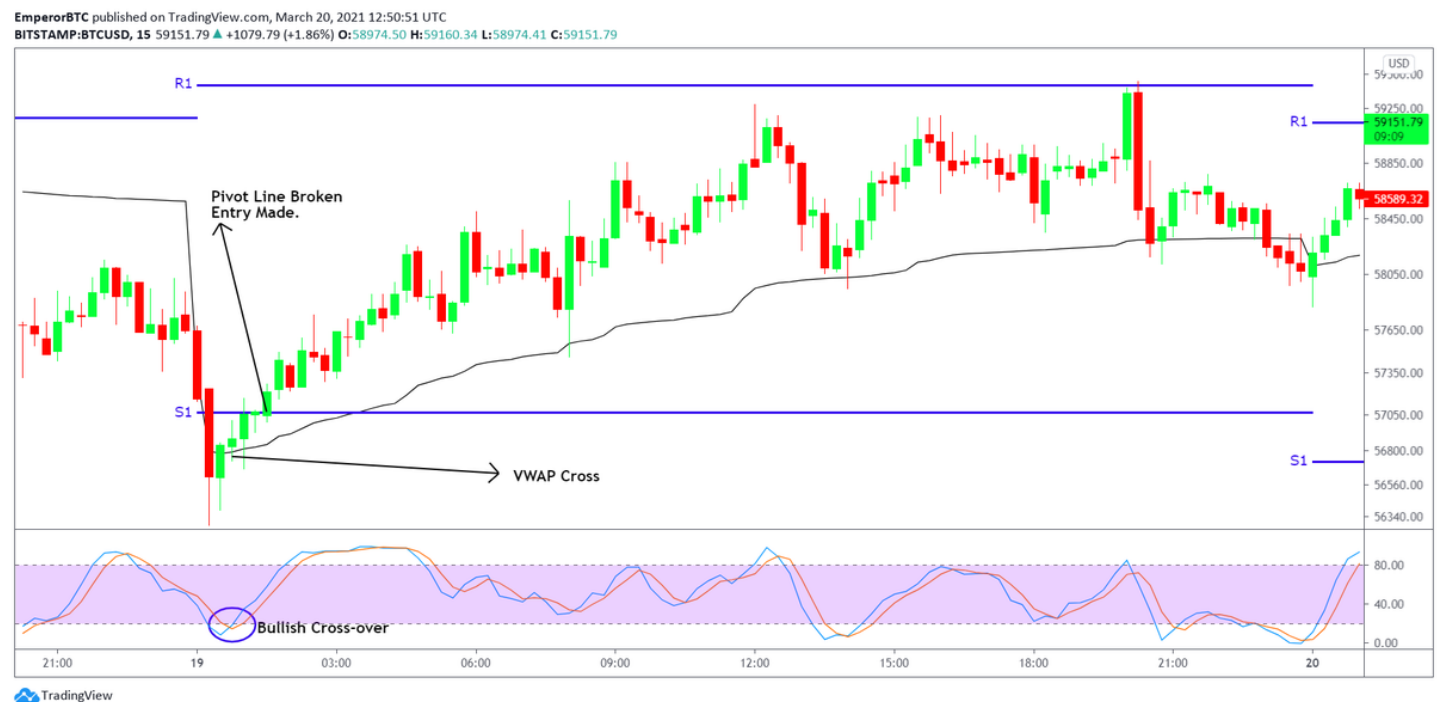 EmperorBTC published on TradingView.com, March 20, 2021 12:50:51 UTC
BITSTAMP:BTCUSD, 15 59151.79 ▲ +1079.79 (+1.86%) O:58974.50 H:59160.34 L:58974.41 C:59151.79
USD
59500.00
R1
59250.00
R1
59151.79
09:09
58850.00
Pivot Line Broken
Entry Made.
58589.32
58450.00
58050.00
57650.00
57350.00
S1
57050.00
56800.00
S1
VWAP Cross
56560.00
56340.00
80.00
40.00
Bullish Cross-over
0.00
21:00 19 03:00 06:00 09:00 12:00 15:00 18:00 21:00 20
TradingView